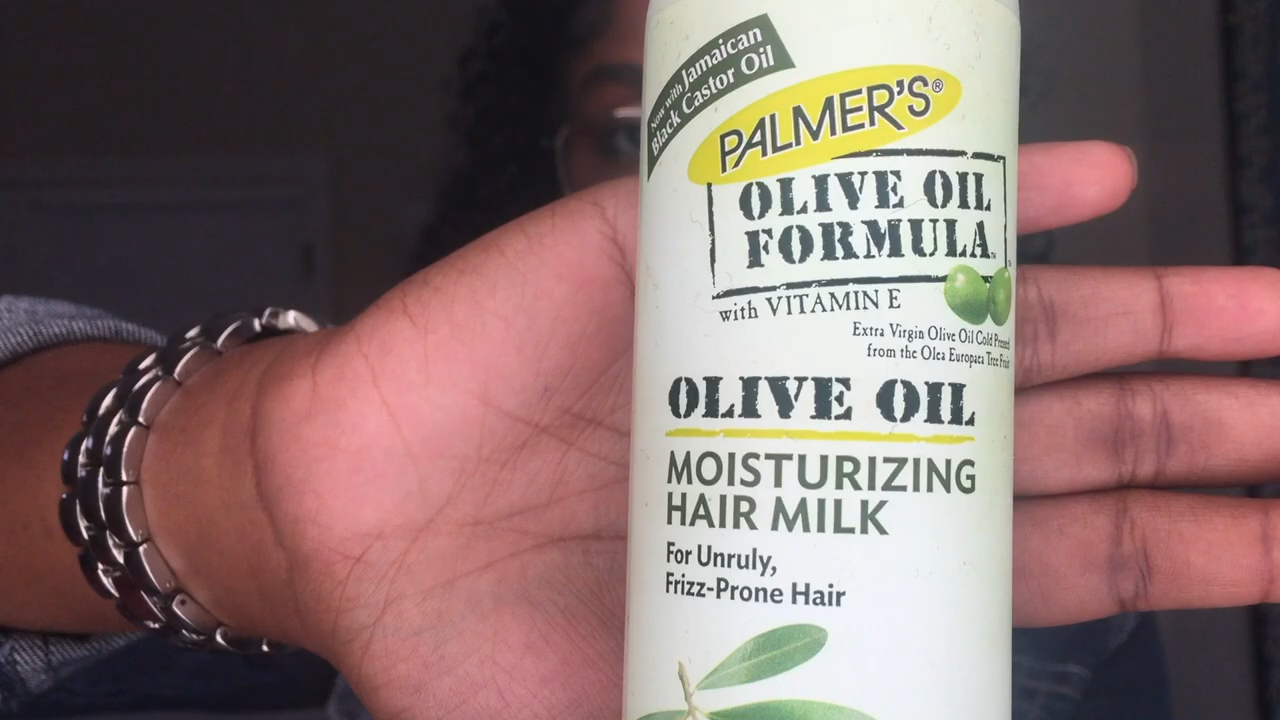 Now with Jamaican
Black Castor Oil
PALMER'S®
OLIVE OIL
FORMULA™
with VITAMIN E
Extra Virgin Olive Oil Cold Pressed
from the Olea Europaea Tree Fruit
OLIVE OIL
MOISTURIZING
HAIR MILK
For Unruly,
Frizz-Prone Hair